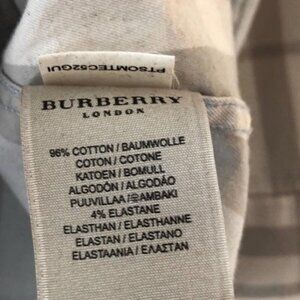 PTSOMTEC52GUI
BURBERRY
LONDON
96% COTTON / BAUMWOLLE
COTON / COTONE
KATOEN / BOMULL
ALGODÓN / ALGODÃO
PUUVILLAA / ΒΑΜΒΑΚΙ
4% ELASTANE
ELASTHAN / ELASTHANNE
ELASTAN / ELASTANO
ELASTAANIA / ΕΛΑΣΤΑΝ